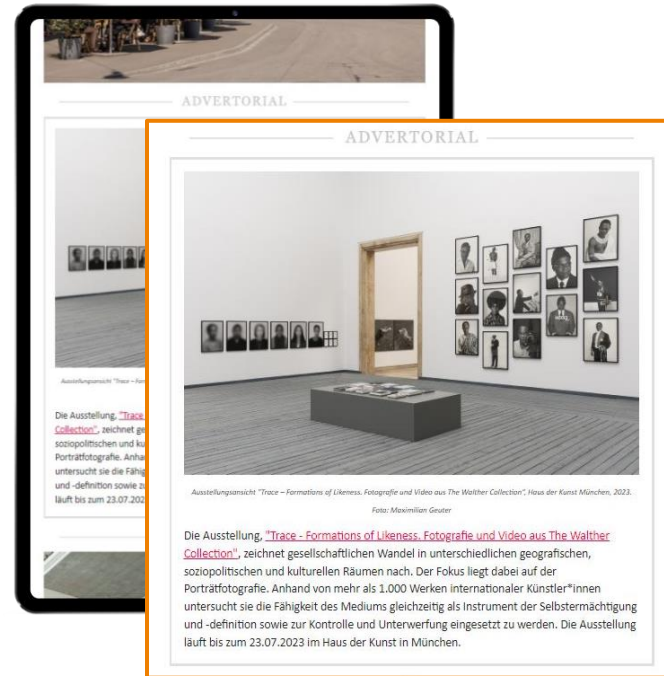 ADVERTORIAL
Ausstellungsansicht "Trace – For
Die Ausstellung, "Trace
Collection", zeichnet ge
soziopolitischen und ku
Porträtfotografie. Anha
untersucht sie die Fähig
und -definition sowie zu
läuft bis zum 23.07.202
ADVERTORIAL
Ausstellungsansicht "Trace – Formations of Likeness. Fotografie und Video aus The Walther Collection", Haus der Kunst München, 2023.
Foto: Maximilian Geuter
Die Ausstellung, "Trace - Formations of Likeness. Fotografie und Video aus The Walther
Collection", zeichnet gesellschaftlichen Wandel in unterschiedlichen geografischen,
soziopolitischen und kulturellen Räumen nach. Der Fokus liegt dabei auf der
Porträtfotografie. Anhand von mehr als 1.000 Werken internationaler Künstler*innen
untersucht sie die Fähigkeit des Mediums gleichzeitig als Instrument der Selbstermächtigung
und -definition sowie zur Kontrolle und Unterwerfung eingesetzt zu werden. Die Ausstellung
läuft bis zum 23.07.2023 im Haus der Kunst in München.